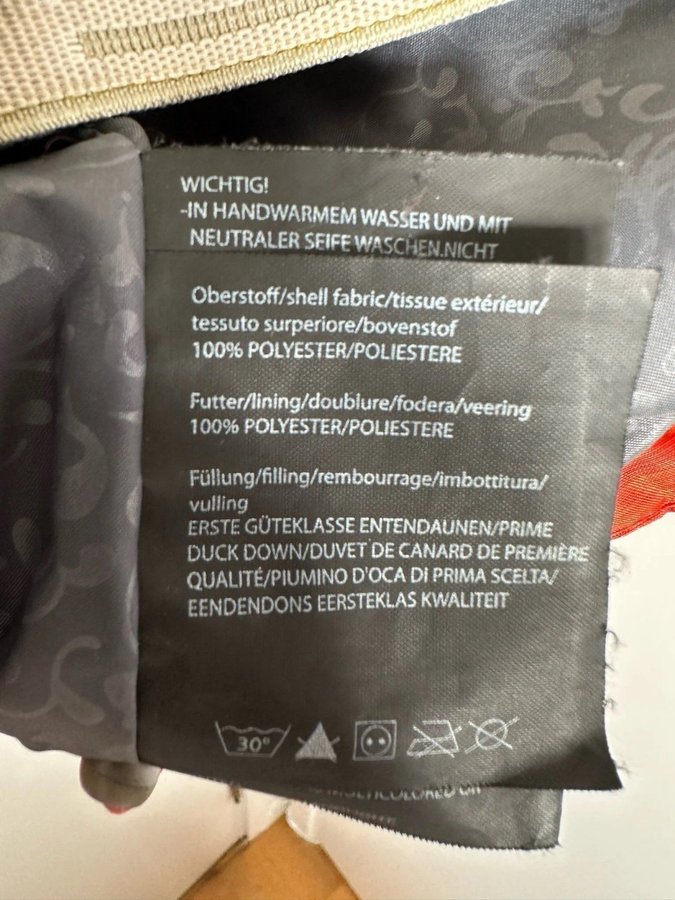 WICHTIG!
-IN HANDWARMEM WASSER UND MIT
NEUTRALER SEIFE WASCHEN.NICHT
Oberstoff/shell fabric/tissue extérieur/
tessuto surperiore/bovenstof
100% POLYESTER/POLIESTERE
Futter/lining/doublure/fodera/veering
100% POLYESTER/POLIESTERE
Füllung/filling/rembourrage/imbottitura/
vulling
ERSTE GÜTEKLASSE ENTENDAUNEN/PRIME
DUCK DOWN/DUVET DE CANARD DE PREMIÈRE
QUALITÉ/PIUMINO D'OCA DI PRIMA SCELTA/
EENDENDONS EERSTEKLAS KWALITEIT
30°